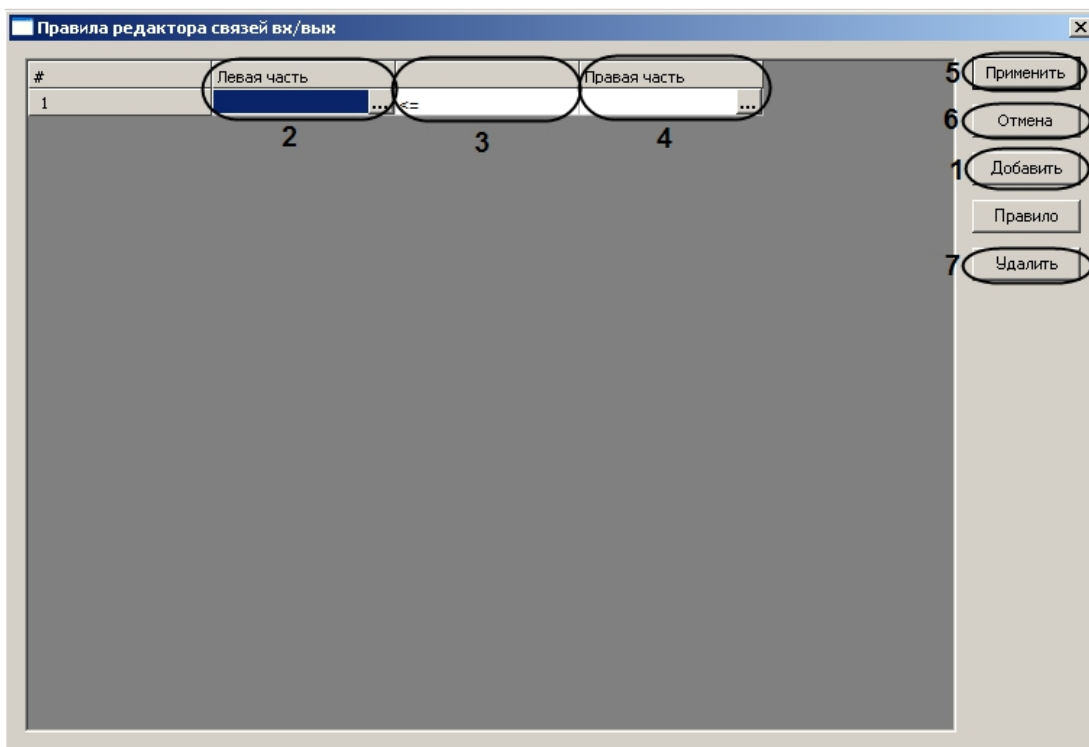 Правила редактора связей вх/вых
# Левая часть Правая часть
1 ... <= ...
2 3 4
5 Применить
6 Отмена
1 Добавить
Правило
7 Удалить